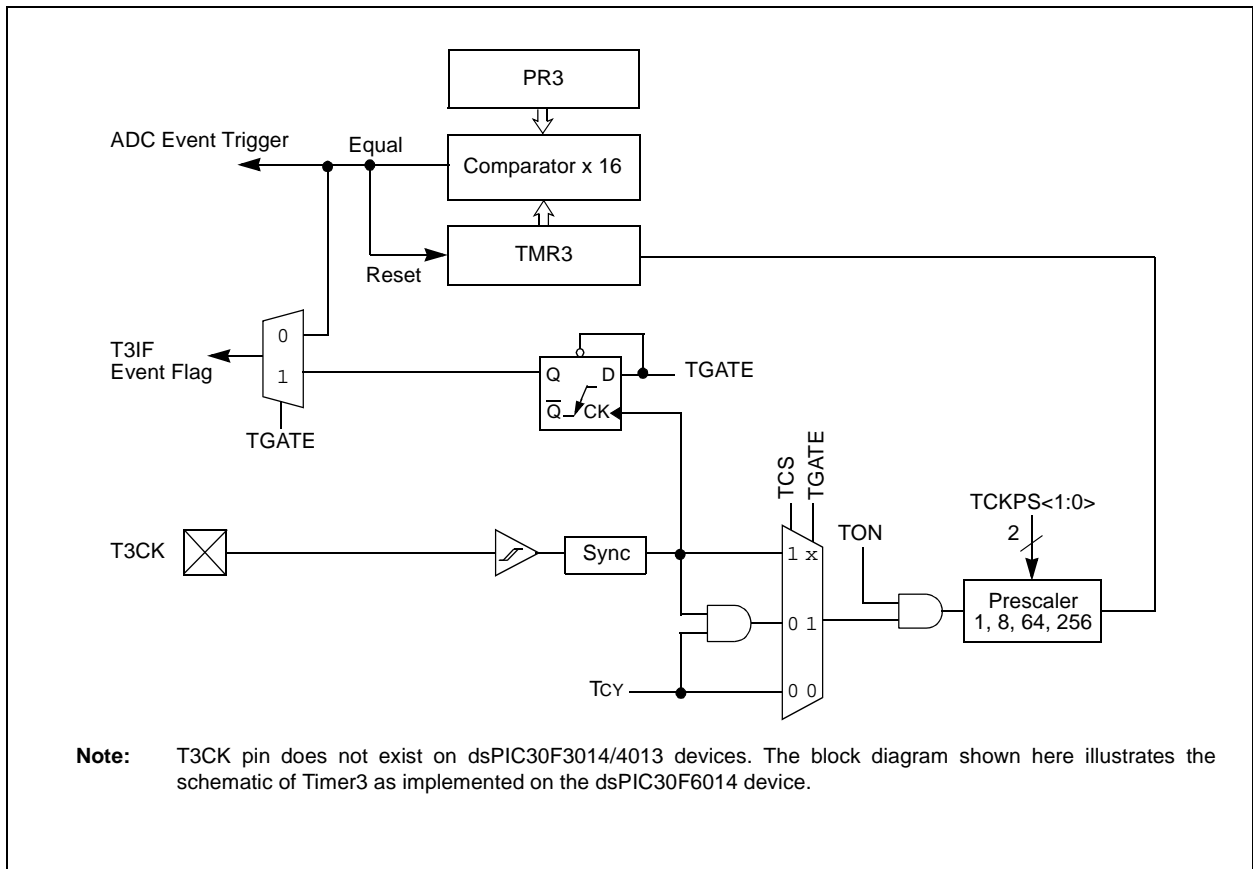 PR3
ADC Event Trigger
Equal
Comparator x 16
TMR3
Reset
0
T3IF
Event Flag
1
Q D
TGATE
Q CK
TGATE
TCS
TGATE
TCKPS<1:0>
2
TON
T3CK
Sync
1 x
Prescaler
1, 8, 64, 256
0 1
TCY
0 0
Note: T3CK pin does not exist on dsPIC30F3014/4013 devices. The block diagram shown here illustrates the
schematic of Timer3 as implemented on the dsPIC30F6014 device.